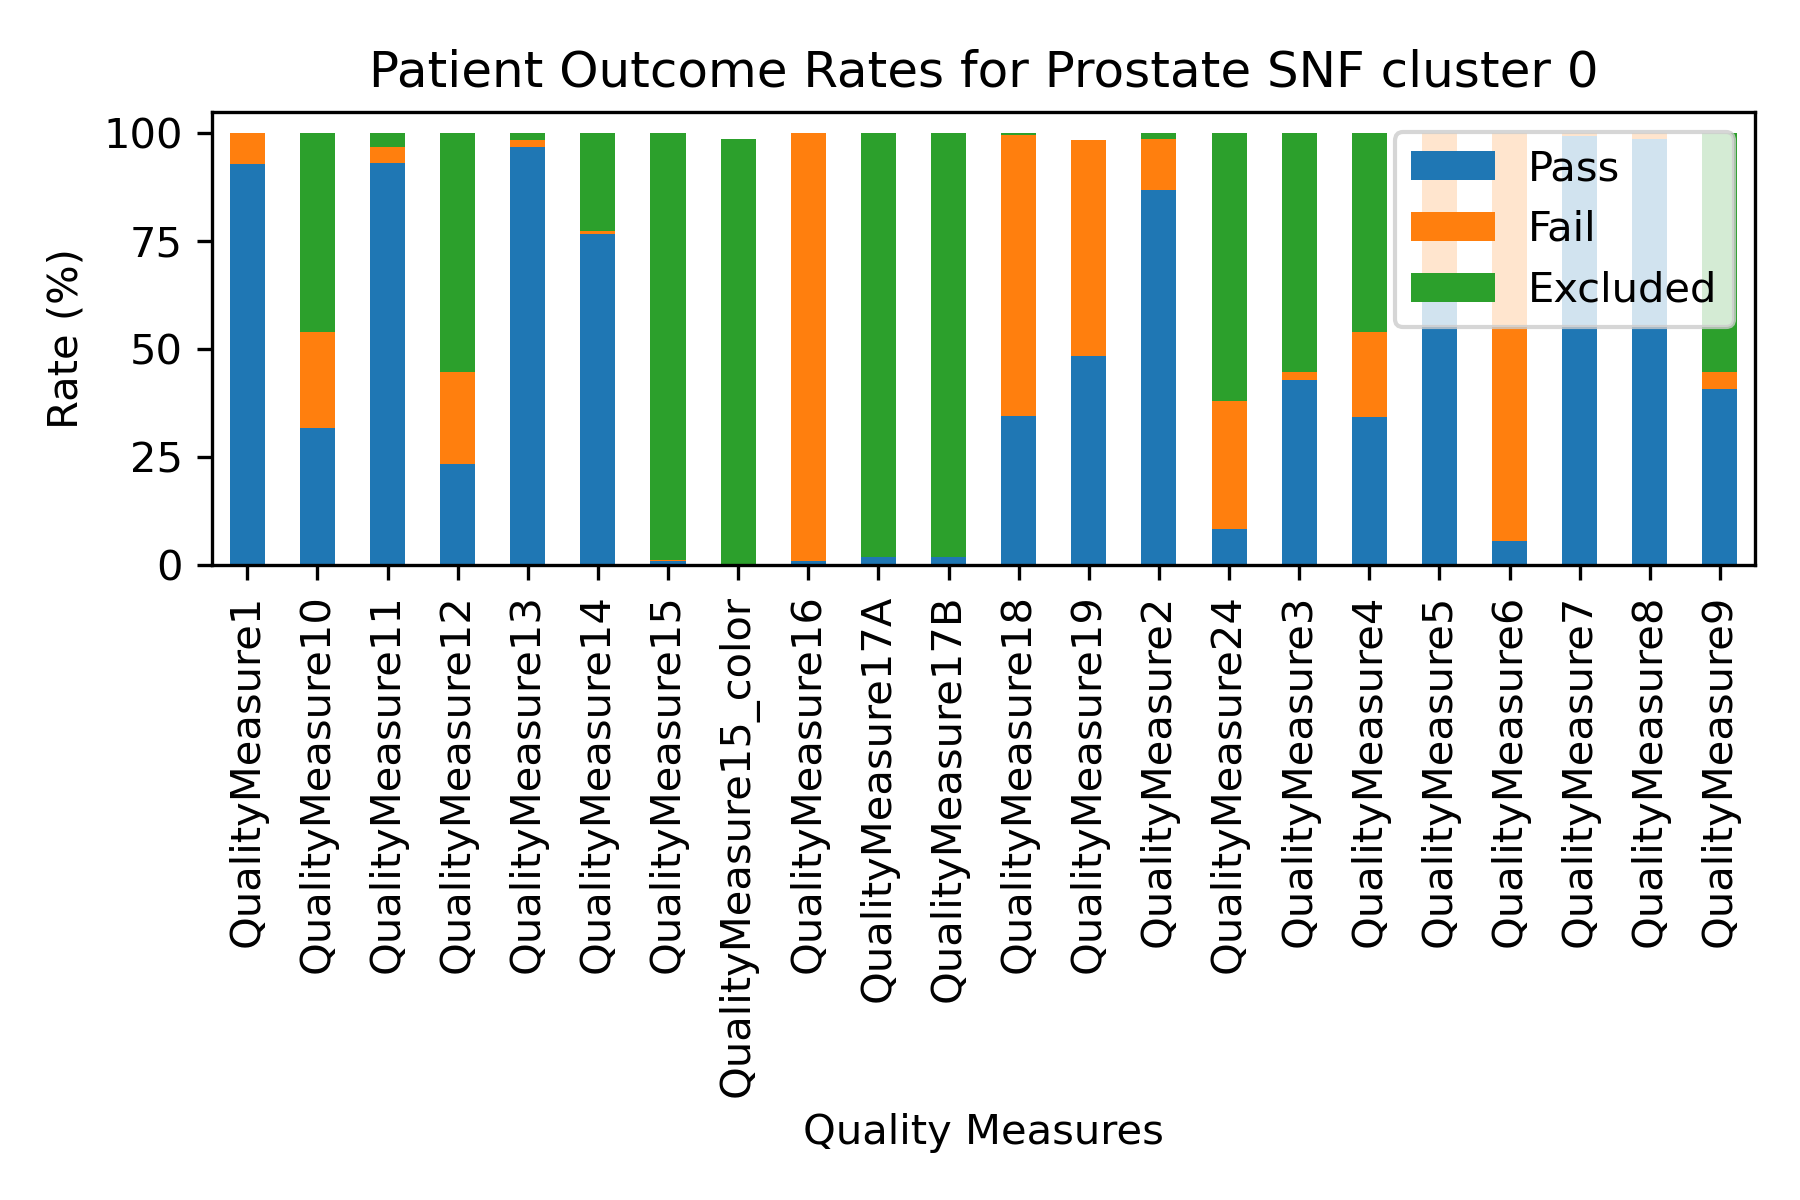 Patient Outcome Rates for Prostate SNF cluster 0
Rate (%)
100
75
50
25
0
Pass
Fail
Excluded
QualityMeasure1
QualityMeasure10
QualityMeasure11
QualityMeasure12
QualityMeasure13
QualityMeasure14
QualityMeasure15
QualityMeasure15_color
QualityMeasure16
QualityMeasure17A
QualityMeasure17B
QualityMeasure18
QualityMeasure19
QualityMeasure2
QualityMeasure24
QualityMeasure3
QualityMeasure4
QualityMeasure5
QualityMeasure6
QualityMeasure7
QualityMeasure8
QualityMeasure9
Quality Measures